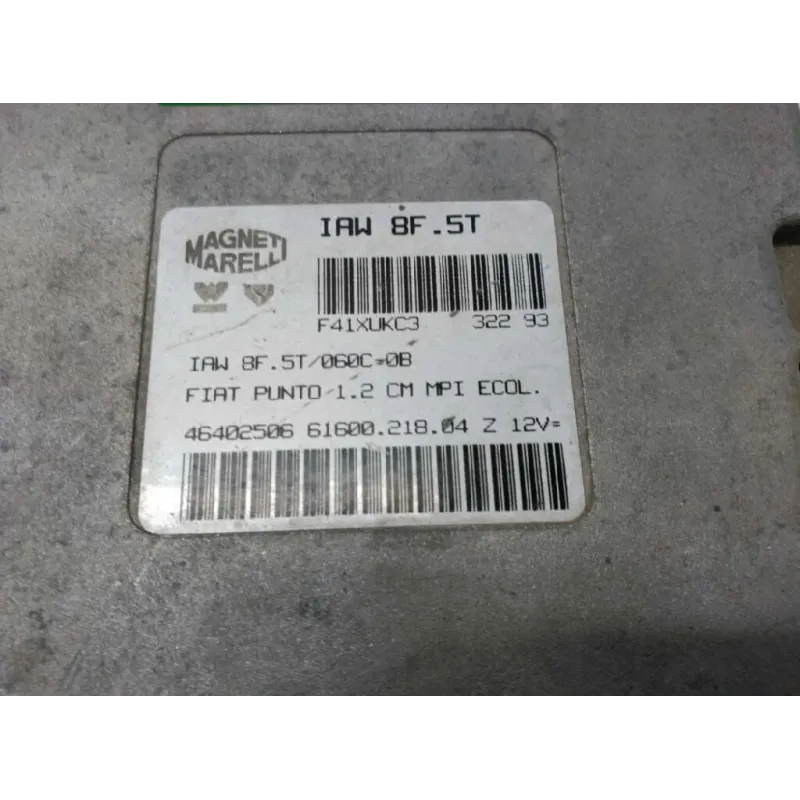 MAGNETI
MARELLI
IAW 8F.5T
F41XUKC3 322 93
IAW 8F.5T/060C-0B
FIAT PUNTO 1.2 CM MPI ECOL.
46402506 61600.218.04 Z 12V=